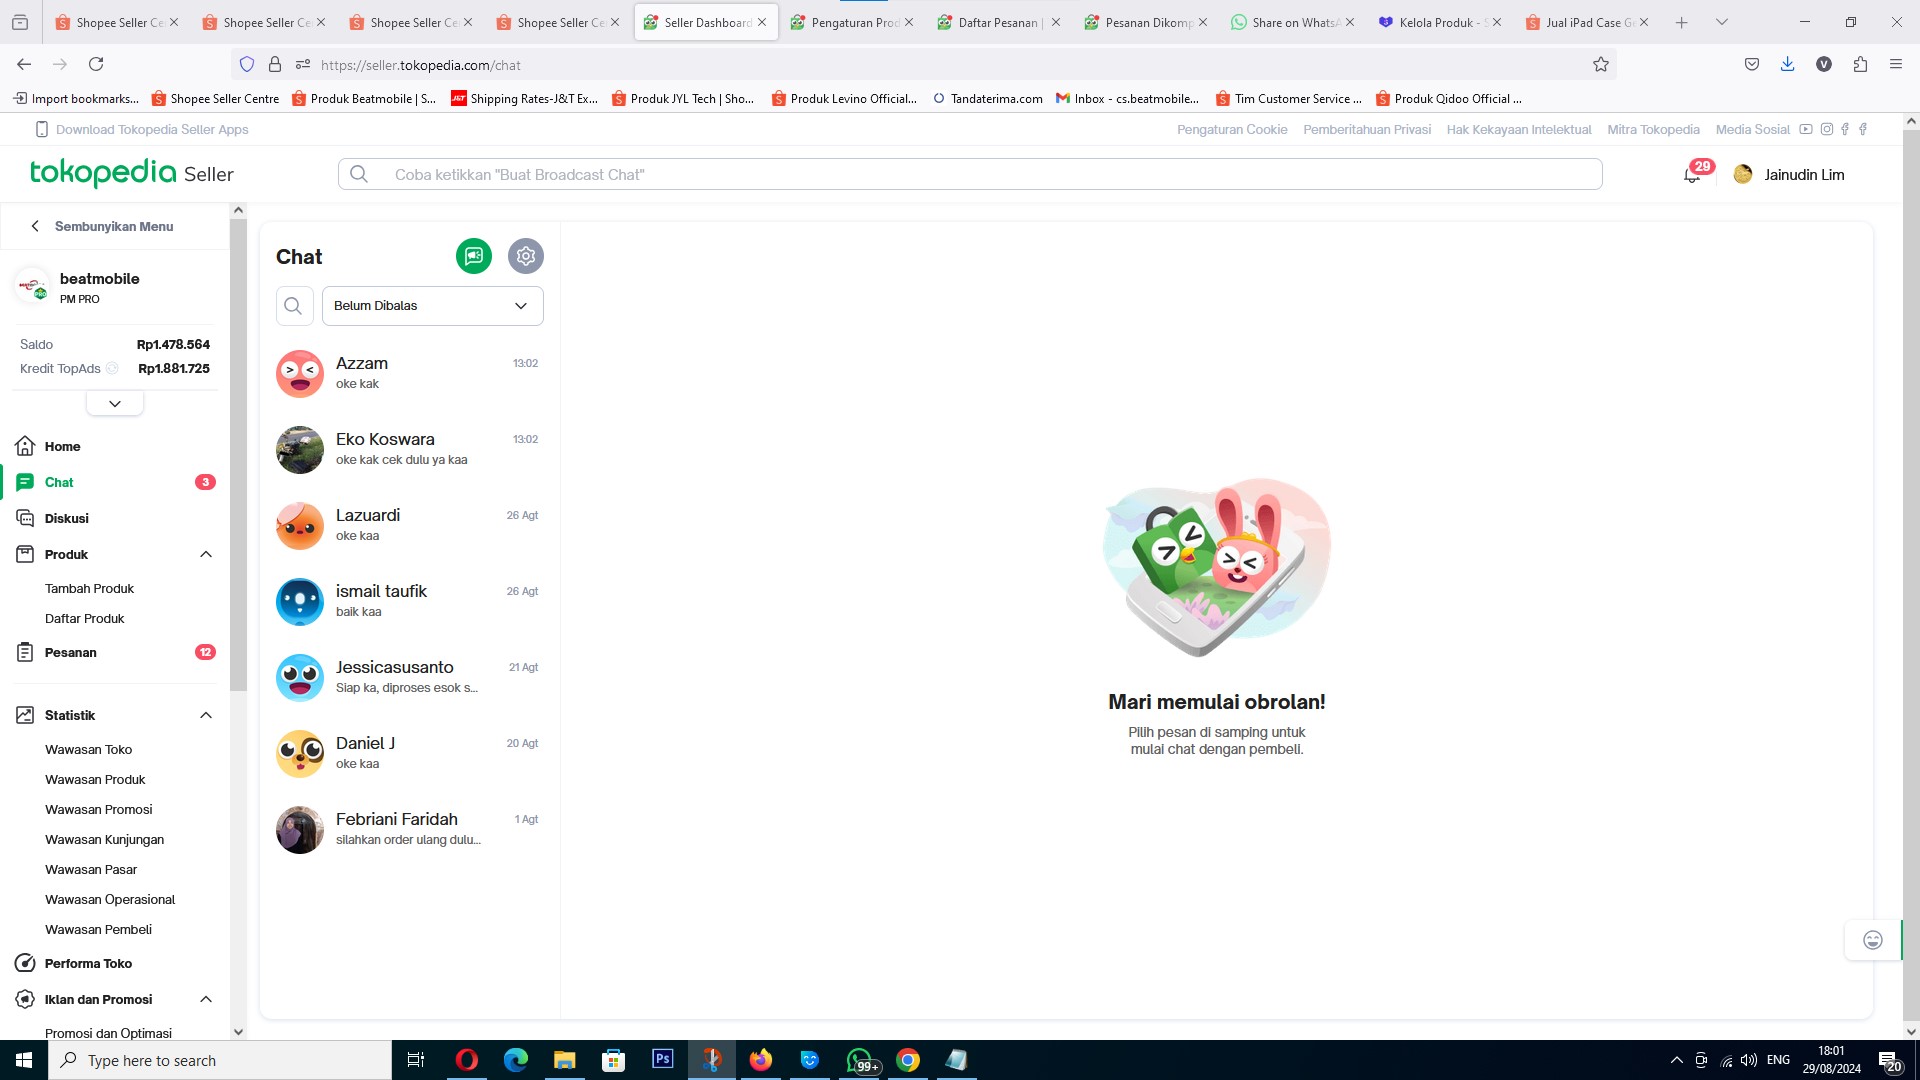 Shopee Seller Ce
Shopee Seller Ce
Shopee Seller Ce
Shopee Seller Ce
Seller Dashboard
Pengaturan Prod
Daftar Pesanan |
Pesanan Dikomp
Share on WhatsA
Kelola Produk - S
Jual iPad Case Ge
https://seller.tokopedia.com/chat
Import bookmarks...
Shopee Seller Centre
Produk Beatmobile | S...
Shipping Rates-J&T Ex...
Produk JYL Tech | Sho...
Produk Levino Official...
Tandaterima.com
Inbox - cs.beatmobile...
Tim Customer Service ...
Produk Qidoo Official ...
Download Tokopedia Seller Apps
Pengaturan Cookie
Pemberitahuan Privasi
Hak Kekayaan Intelektual
Mitra Tokopedia
Media Sosial
tokopedia Seller
Coba ketikkan "Buat Broadcast Chat"
29
Jainudin Lim
Sembunyikan Menu
beatmobile
PM PRO
Saldo Rp1.478.564
Kredit TopAds Rp1.881.725
Home
Chat 3
Diskusi
Produk
Tambah Produk
Daftar Produk
Pesanan 12
Statistik
Wawasan Toko
Wawasan Produk
Wawasan Promosi
Wawasan Kunjungan
Wawasan Pasar
Wawasan Operasional
Wawasan Pembeli
Performa Toko
Iklan dan Promosi
Promosi dan Optimasi
Chat
Belum Dibalas
Azzam 13:02
oke kak
Eko Koswara 13:02
oke kak cek dulu ya kaa
Lazuardi 26 Agt
oke kaa
ismail taufik 26 Agt
baik kaa
Jessicasusanto 21 Agt
Siap ka, diproses esok s...
Daniel J 20 Agt
oke kaa
Febriani Faridah 1 Agt
silahkan order ulang dulu...
Mari memulai obrolan!
Pilih pesan di samping untuk
mulai chat dengan pembeli.
Type here to search
Ps
99+
ENG
18:01
29/08/2024
20